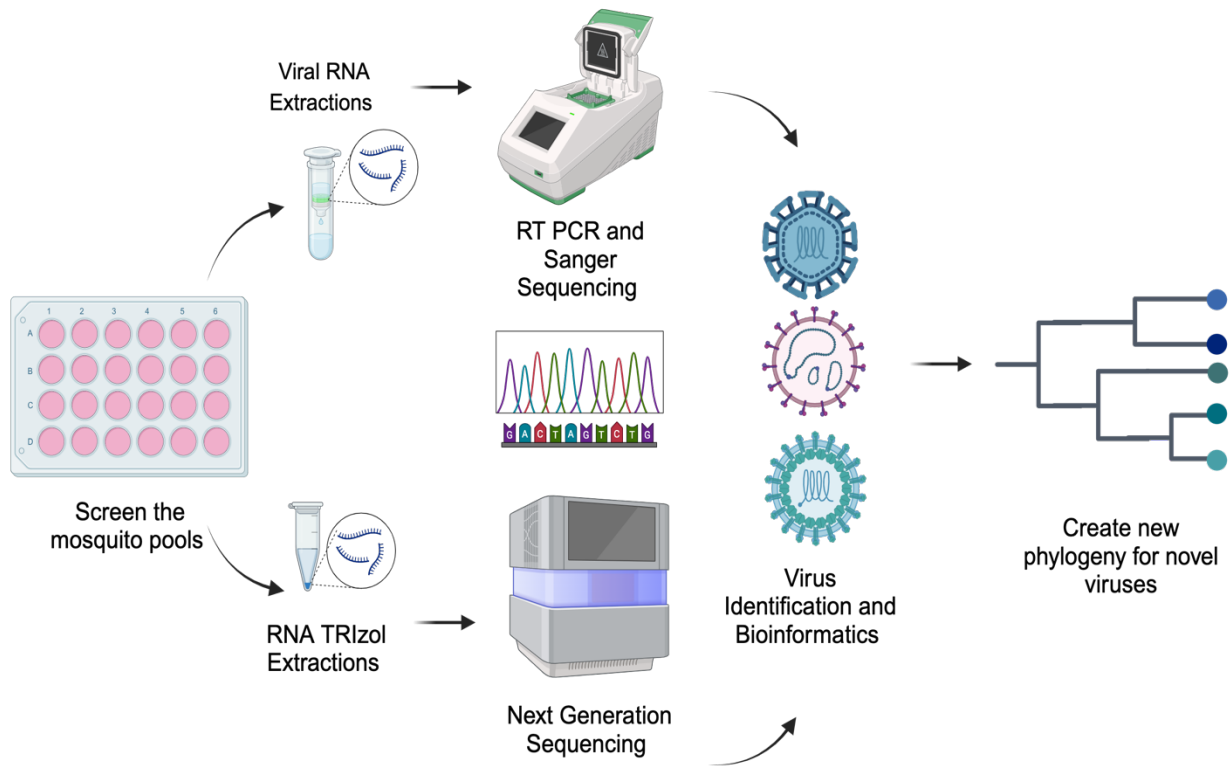 Viral RNA
Extractions
RT PCR and
Sanger
Sequencing
1 2 3 4 5 6
A
B
C
D
Screen the
mosquito pools
G A C T A G T C T G
RNA TRIzol
Extractions
Next Generation
Sequencing
Virus
Identification and
Bioinformatics
Create new
phylogeny for novel
viruses